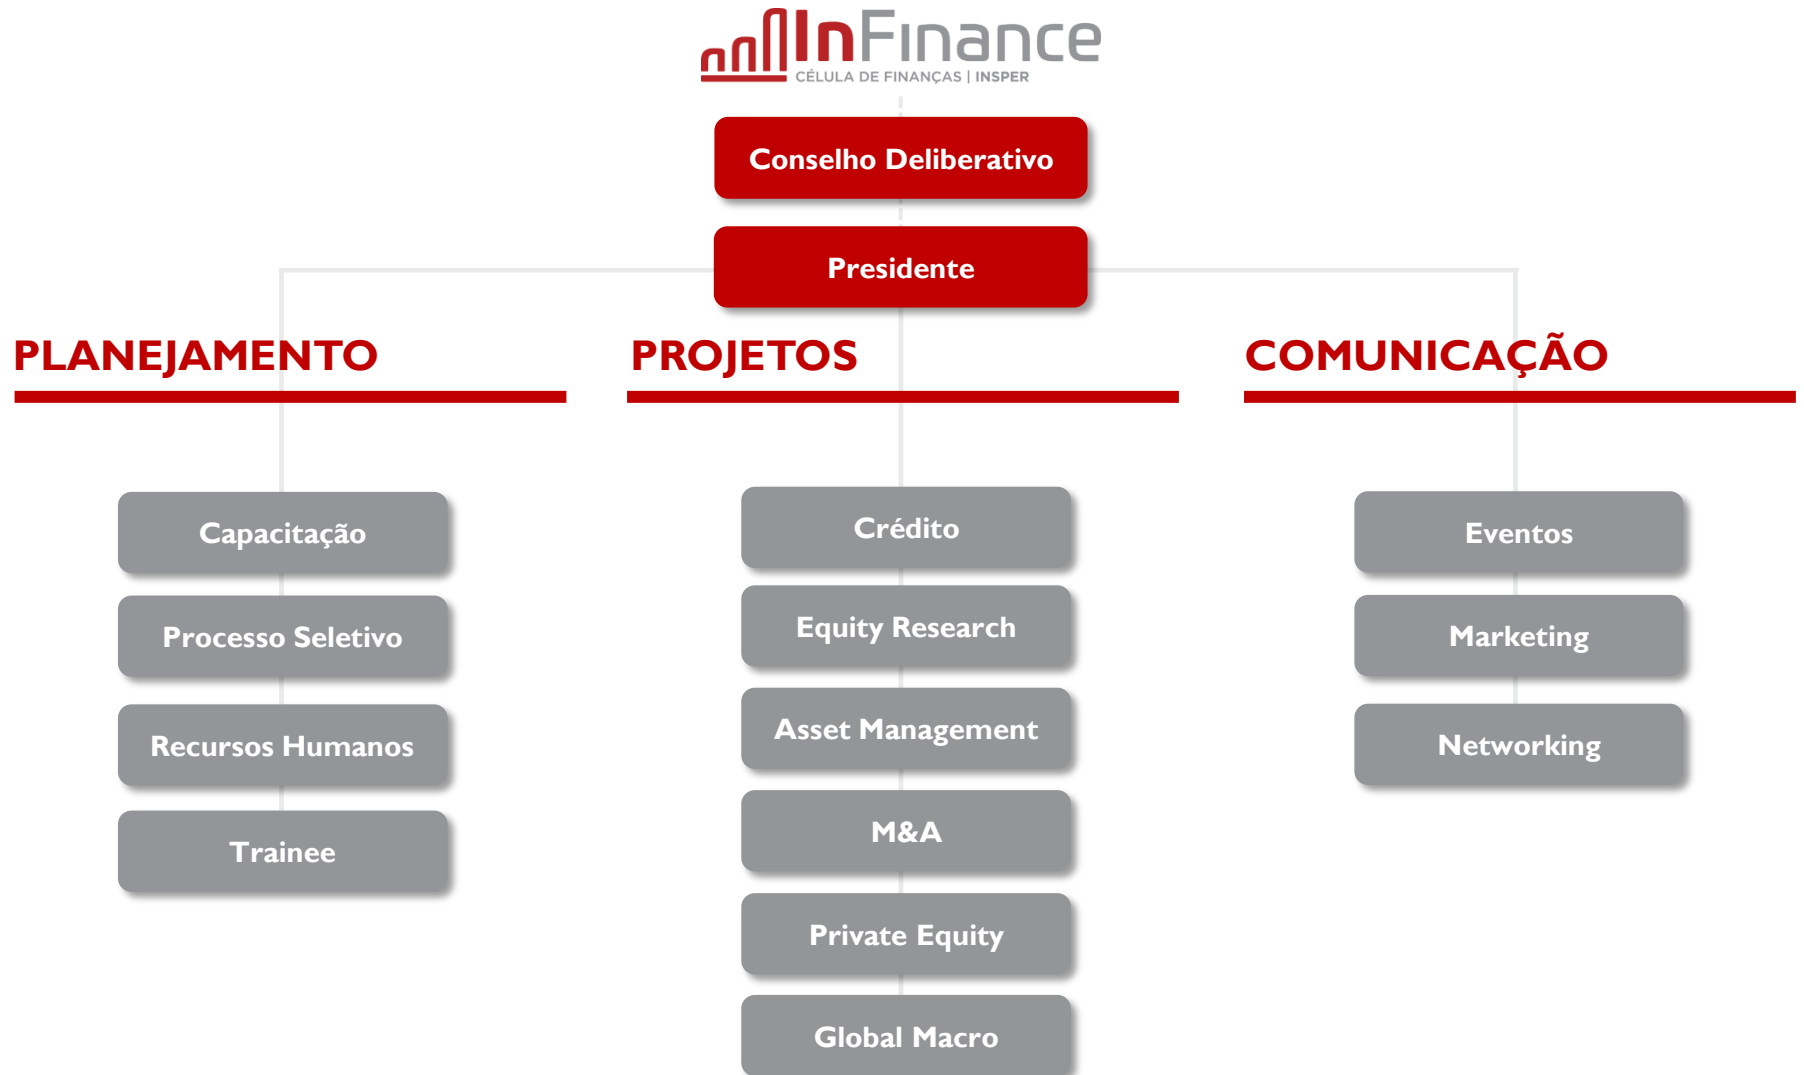 InFinance
CÉLULA DE FINANÇAS | INSPER
Conselho Deliberativo
Presidente
PLANEJAMENTO
Capacitação
Processo Seletivo
Recursos Humanos
Trainee
PROJETOS
Crédito
Equity Research
Asset Management
M&A
Private Equity
Global Macro
COMUNICAÇÃO
Eventos
Marketing
Networking